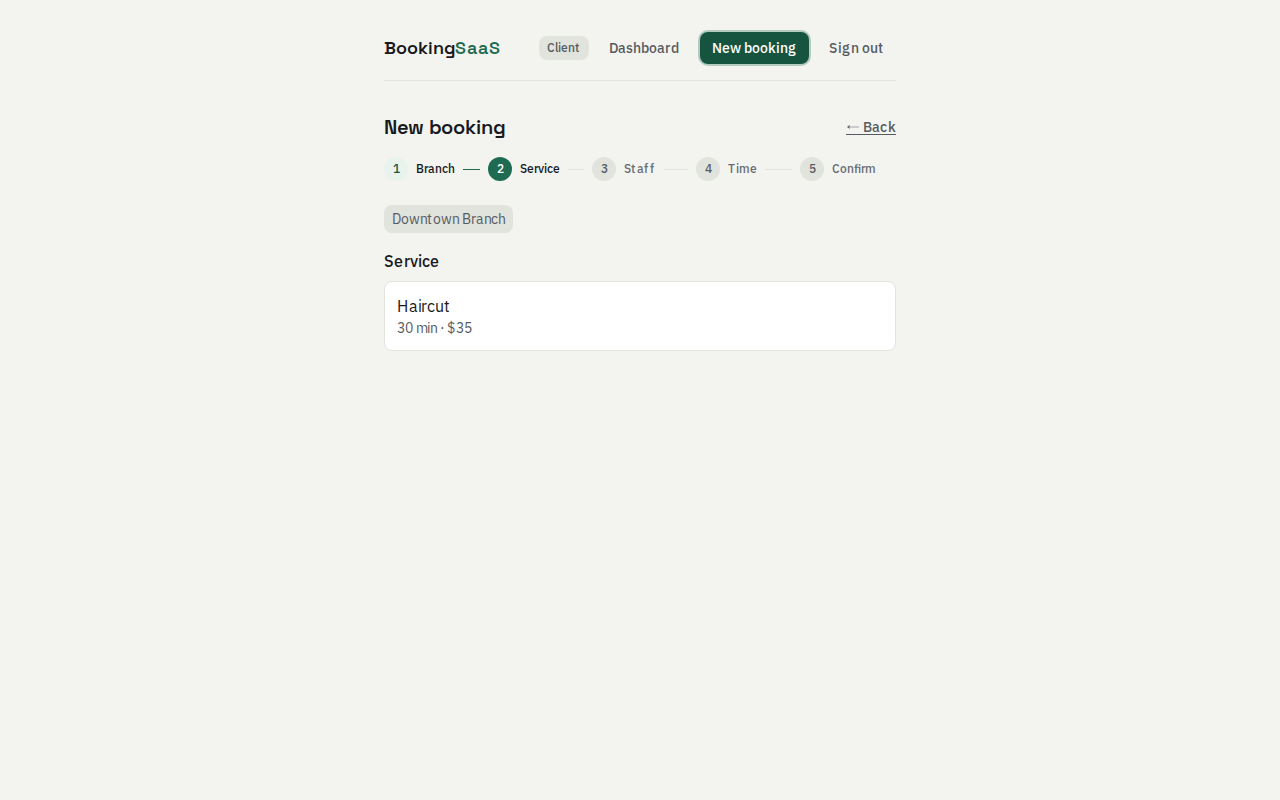 BookingSaaS Client Dashboard New booking Sign out
New booking ← Back
1 Branch 2 Service 3 Staff 4 Time 5 Confirm
Downtown Branch
Service
Haircut
30 min · $35